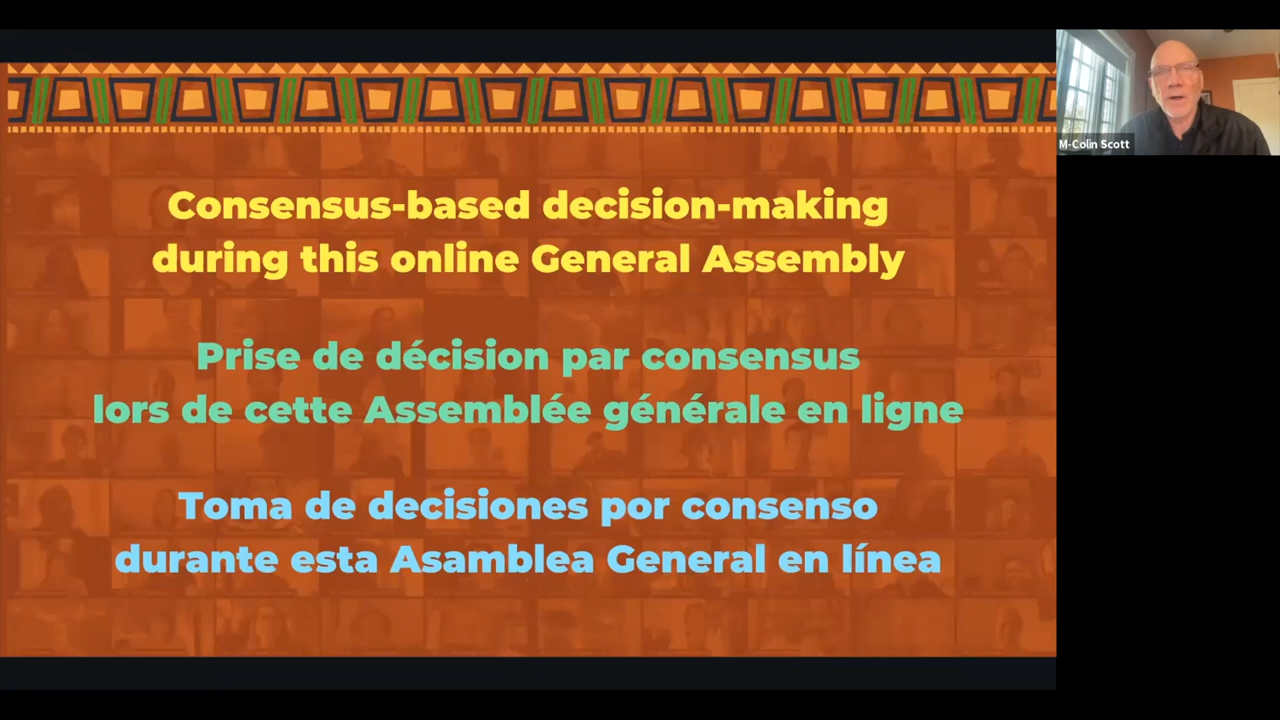 Consensus-based decision-making
during this online General Assembly
Prise de décision par consensus
lors de cette Assemblée générale en ligne
Toma de decisiones por consenso
durante esta Asamblea General en línea
M-Colin Scott